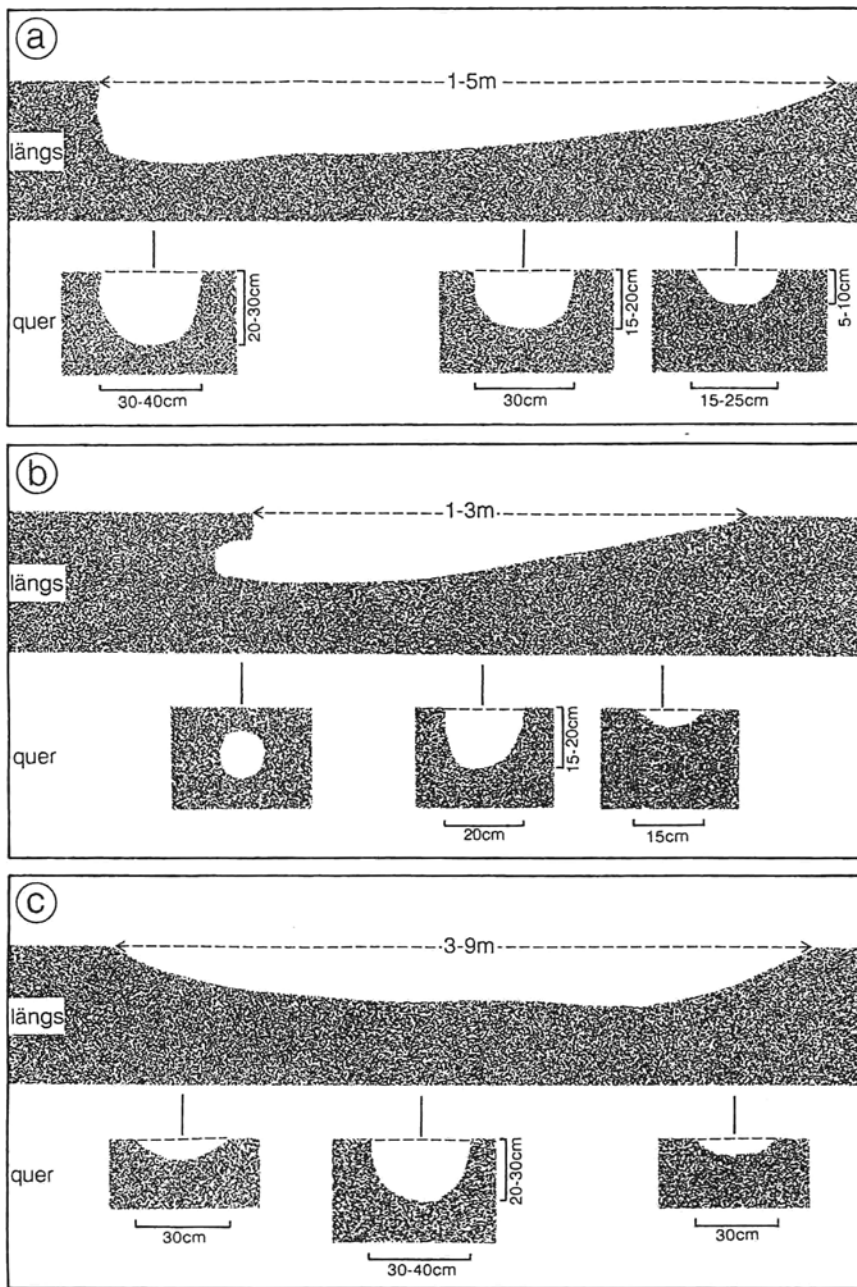 a
1-5m
längs
quer
20-30cm
15-20cm
5-10cm
30-40cm
30cm
15-25cm
b
1-3m
längs
quer
15-20cm
20cm
15cm
c
3-9m
längs
quer
20-30cm
30cm
30cm
30-40cm